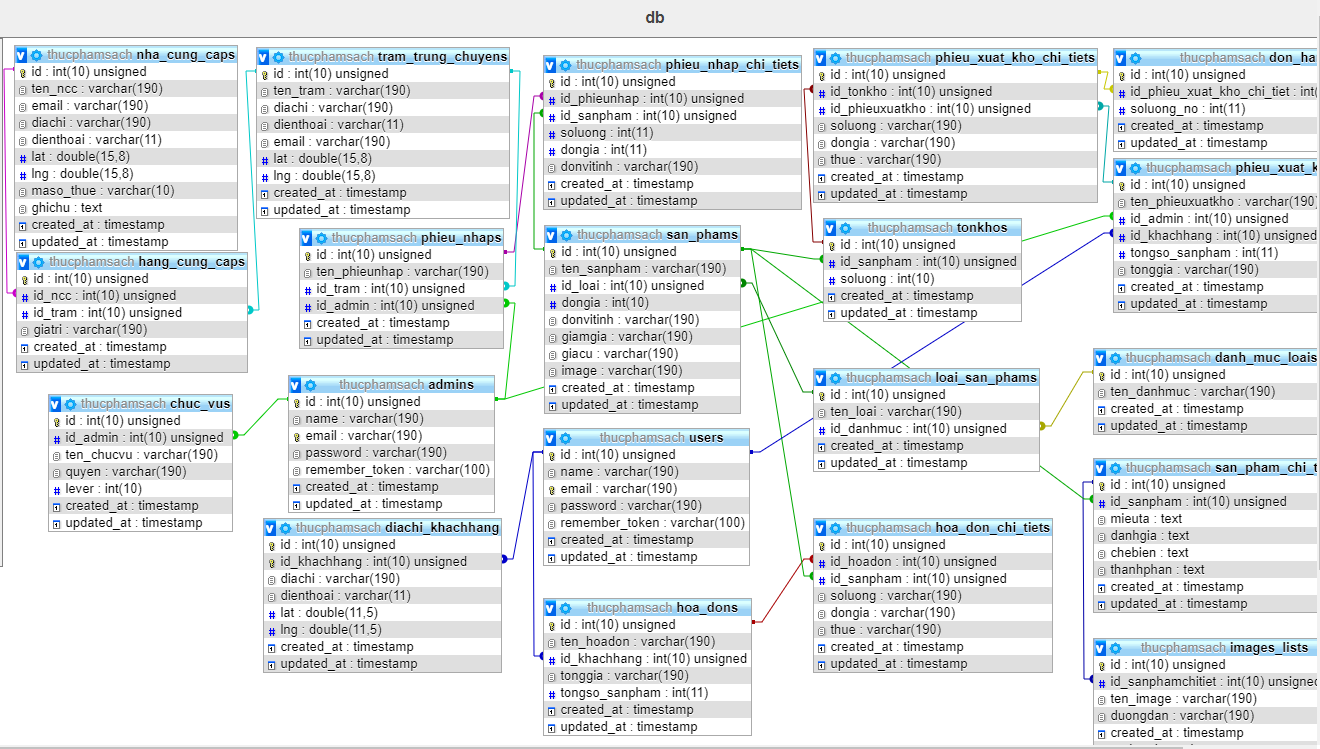 db
thucphamsach nha_cung_caps
id : int(10) unsigned
ten_ncc : varchar(190)
email : varchar(190)
diachi : varchar(190)
dienthoai : varchar(11)
lat : double(15,8)
lng : double(15,8)
maso_thue : varchar(10)
ghichu : text
created_at : timestamp
updated_at : timestamp
thucphamsach hang_cung_caps
id : int(10) unsigned
id_ncc : int(10) unsigned
id_tram : int(10) unsigned
giatri : varchar(190)
created_at : timestamp
updated_at : timestamp
thucphamsach chuc_vus
id : int(10) unsigned
id_admin : int(10) unsigned
ten_chucvu : varchar(190)
quyen : varchar(190)
lever : int(10)
created_at : timestamp
updated_at : timestamp
thucphamsach tram_trung_chuyens
id : int(10) unsigned
ten_tram : varchar(190)
diachi : varchar(190)
dienthoai : varchar(11)
email : varchar(190)
lat : double(15,8)
lng : double(15,8)
created_at : timestamp
updated_at : timestamp
thucphamsach phieu_nhaps
id : int(10) unsigned
ten_phieunhap : varchar(190)
id_tram : int(10) unsigned
id_admin : int(10) unsigned
created_at : timestamp
updated_at : timestamp
thucphamsach admins
id : int(10) unsigned
name : varchar(190)
email : varchar(190)
password : varchar(190)
remember_token : varchar(100)
created_at : timestamp
updated_at : timestamp
thucphamsach diachi_khachhang
id : int(10) unsigned
id_khachhang : int(10) unsigned
diachi : varchar(190)
dienthoai : varchar(11)
lat : double(11,5)
lng : double(11,5)
created_at : timestamp
updated_at : timestamp
thucphamsach phieu_nhap_chi_tiets
id : int(10) unsigned
id_phieunhap : int(10) unsigned
id_sanpham : int(10) unsigned
soluong : int(11)
dongia : int(11)
donvitinh : varchar(190)
created_at : timestamp
updated_at : timestamp
thucphamsach san_phams
id : int(10) unsigned
ten_sanpham : varchar(190)
id_loai : int(10) unsigned
dongia : int(10)
donvitinh : varchar(190)
giamgia : varchar(190)
giacu : varchar(190)
image : varchar(190)
created_at : timestamp
updated_at : timestamp
thucphamsach users
id : int(10) unsigned
name : varchar(190)
email : varchar(190)
password : varchar(190)
remember_token : varchar(100)
created_at : timestamp
updated_at : timestamp
thucphamsach hoa_dons
id : int(10) unsigned
ten_hoadon : varchar(190)
id_khachhang : int(10) unsigned
tonggia : varchar(190)
tongso_sanpham : int(11)
created_at : timestamp
updated_at : timestamp
thucphamsach phieu_xuat_kho_chi_tiets
id : int(10) unsigned
id_tonkho : int(10) unsigned
id_phieuxuatkho : int(10) unsigned
soluong : varchar(190)
dongia : varchar(190)
thue : varchar(190)
created_at : timestamp
updated_at : timestamp
thucphamsach tonkhos
id : int(10) unsigned
id_sanpham : int(10) unsigned
soluong : int(10)
created_at : timestamp
updated_at : timestamp
thucphamsach loai_san_phams
id : int(10) unsigned
ten_loai : varchar(190)
id_danhmuc : int(10) unsigned
created_at : timestamp
updated_at : timestamp
thucphamsach hoa_don_chi_tiets
id : int(10) unsigned
id_hoadon : int(10) unsigned
id_sanpham : int(10) unsigned
soluong : varchar(190)
dongia : varchar(190)
thue : varchar(190)
created_at : timestamp
updated_at : timestamp
thucphamsach don_ha
id : int(10) unsigned
id_phieu_xuat_kho_chi_tiet : int(
soluong_no : int(11)
created_at : timestamp
updated_at : timestamp
thucphamsach phieu_xuat_k
id : int(10) unsigned
ten_phieuxuatkho : varchar(190)
id_admin : int(10) unsigned
id_khachhang : int(10) unsigned
tongso_sanpham : int(11)
tonggia : varchar(190)
created_at : timestamp
updated_at : timestamp
thucphamsach danh_muc_loais
id : int(10) unsigned
ten_danhmuc : varchar(190)
created_at : timestamp
updated_at : timestamp
thucphamsach san_pham_chi_t
id : int(10) unsigned
id_sanpham : int(10) unsigned
mieuta : text
danhgia : text
chebien : text
thanhphan : text
created_at : timestamp
updated_at : timestamp
thucphamsach images_lists
id : int(10) unsigned
id_sanphamchitiet : int(10) unsigned
ten_image : varchar(190)
duongdan : varchar(190)
created_at : timestamp